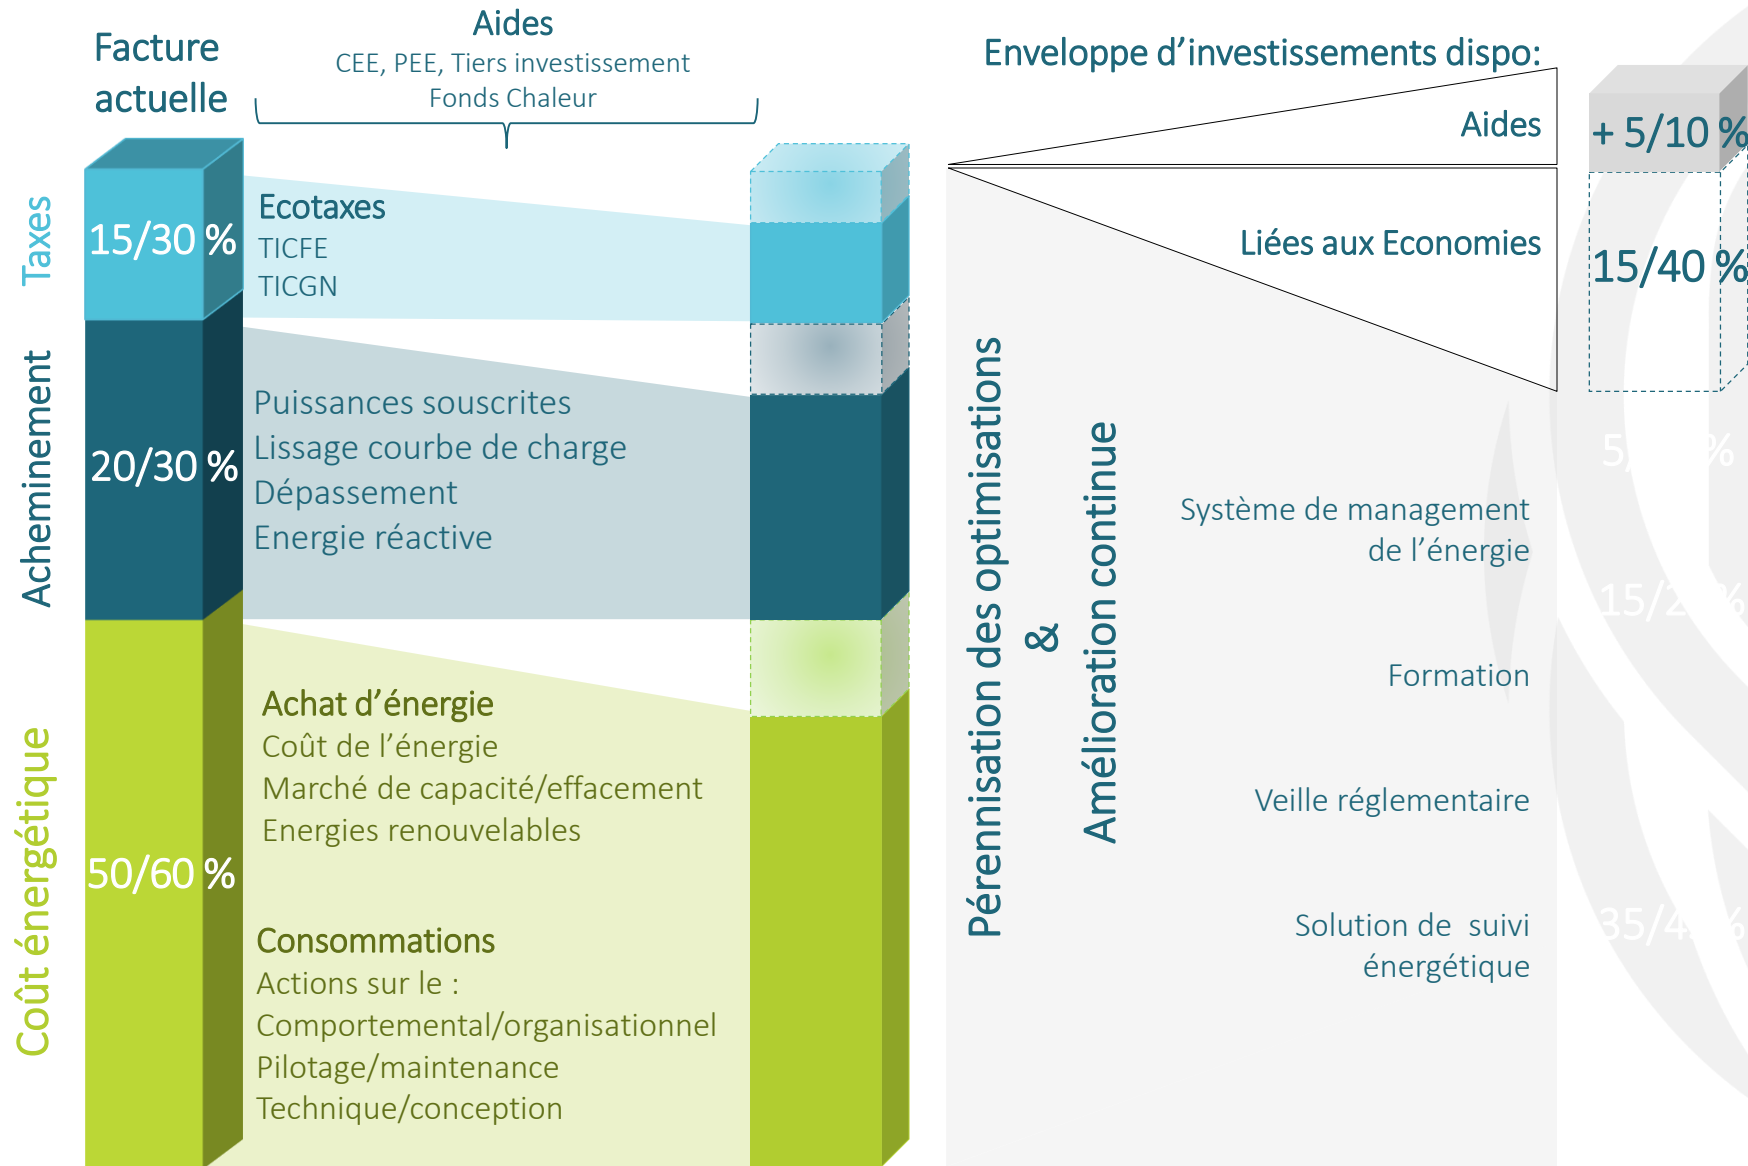 Facture
actuelle
Aides
CEE, PEE, Tiers investissement
Fonds Chaleur
Taxes
15/30 %
Ecotaxes
TICFE
TICGN
Acheminement
20/30 %
Puissances souscrites
Lissage courbe de charge
Dépassement
Energie réactive
Coût énergétique
50/60 %
Achat d’énergie
Coût de l’énergie
Marché de capacité/effacement
Energies renouvelables
Consommations
Actions sur le :
Comportemental/organisationnel
Pilotage/maintenance
Technique/conception
Enveloppe d’investissements dispo:
Aides
+ 5/10 %
Liées aux Economies
15/40 %
Pérennisation des optimisations
&
Amélioration continue
Système de management
de l’énergie
Formation
Veille réglementaire
Solution de suivi
énergétique